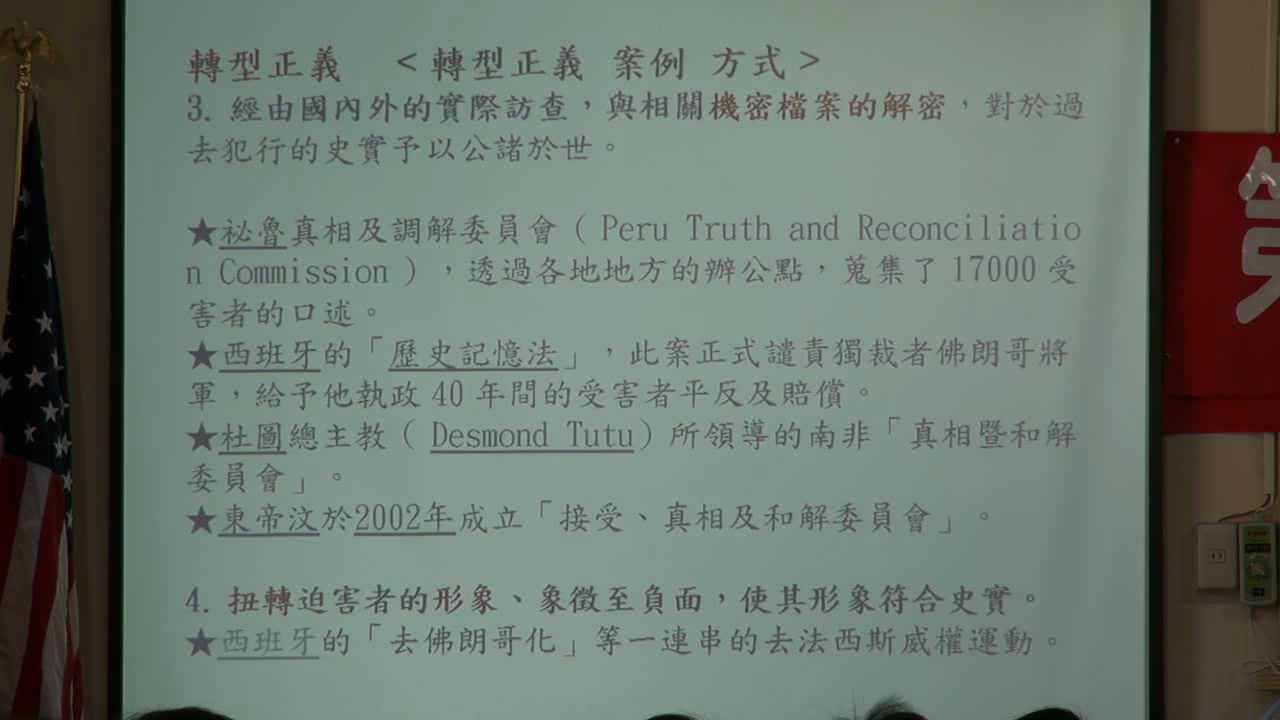 轉型正義 <轉型正義 案例 方式>
3. 經由國內外的實際訪查，與相關機密檔案的解密，對於過
去犯行的史實予以公諸於世。
★祕魯真相及調解委員會（Peru Truth and Reconciliatio
n Commission），透過各地地方的辦公點，蒐集了 17000 受
害者的口述。
★西班牙的「歷史記憶法」，此案正式譴責獨裁者佛朗哥將
軍，給予他執政 40 年間的受害者平反及賠償。
★杜圖總主教（Desmond Tutu）所領導的南非「真相暨和解
委員會」。
★東帝汶於2002年成立「接受、真相及和解委員會」。
4. 扭轉迫害者的形象、象徵至負面，使其形象符合史實。
★西班牙的「去佛朗哥化」等一連串的去法西斯威權運動。
第